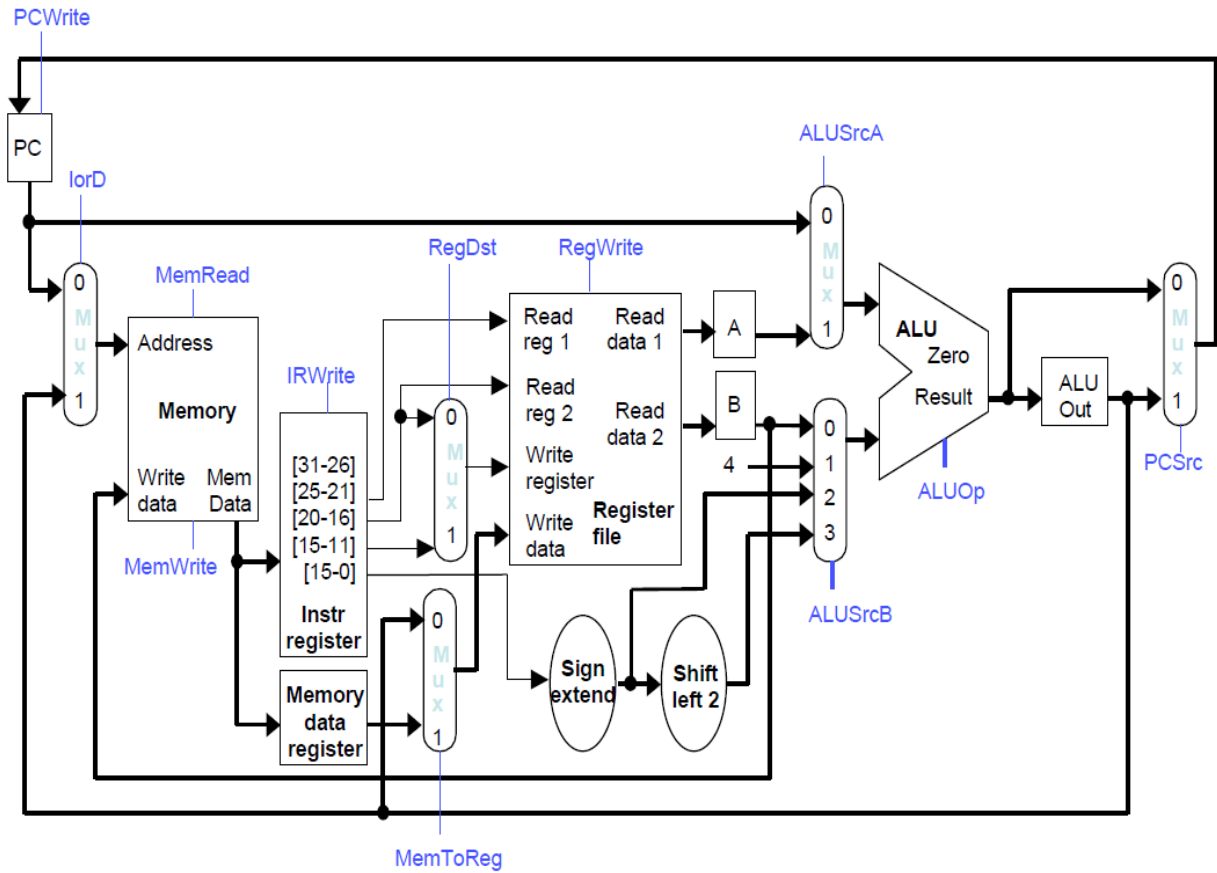 PCWrite
PC
IorD
0
M
u
x
1
MemRead
Address
Memory
Write
data
Mem
Data
MemWrite
IRWrite
[31-26]
[25-21]
[20-16]
[15-11]
[15-0]
Instr
register
Memory
data
register
RegDst
0
M
u
x
1
0
M
u
x
1
MemToReg
RegWrite
Read
reg 1
Read
data 1
Read
reg 2
Read
data 2
Write
register
Write
data
Register
file
Sign
extend
Shift
left 2
A
B
4
ALUSrcA
0
M
u
x
1
0
1
2
3
ALUSrcB
ALU
Zero
Result
ALUOp
ALU
Out
0
M
u
x
1
PCSrc